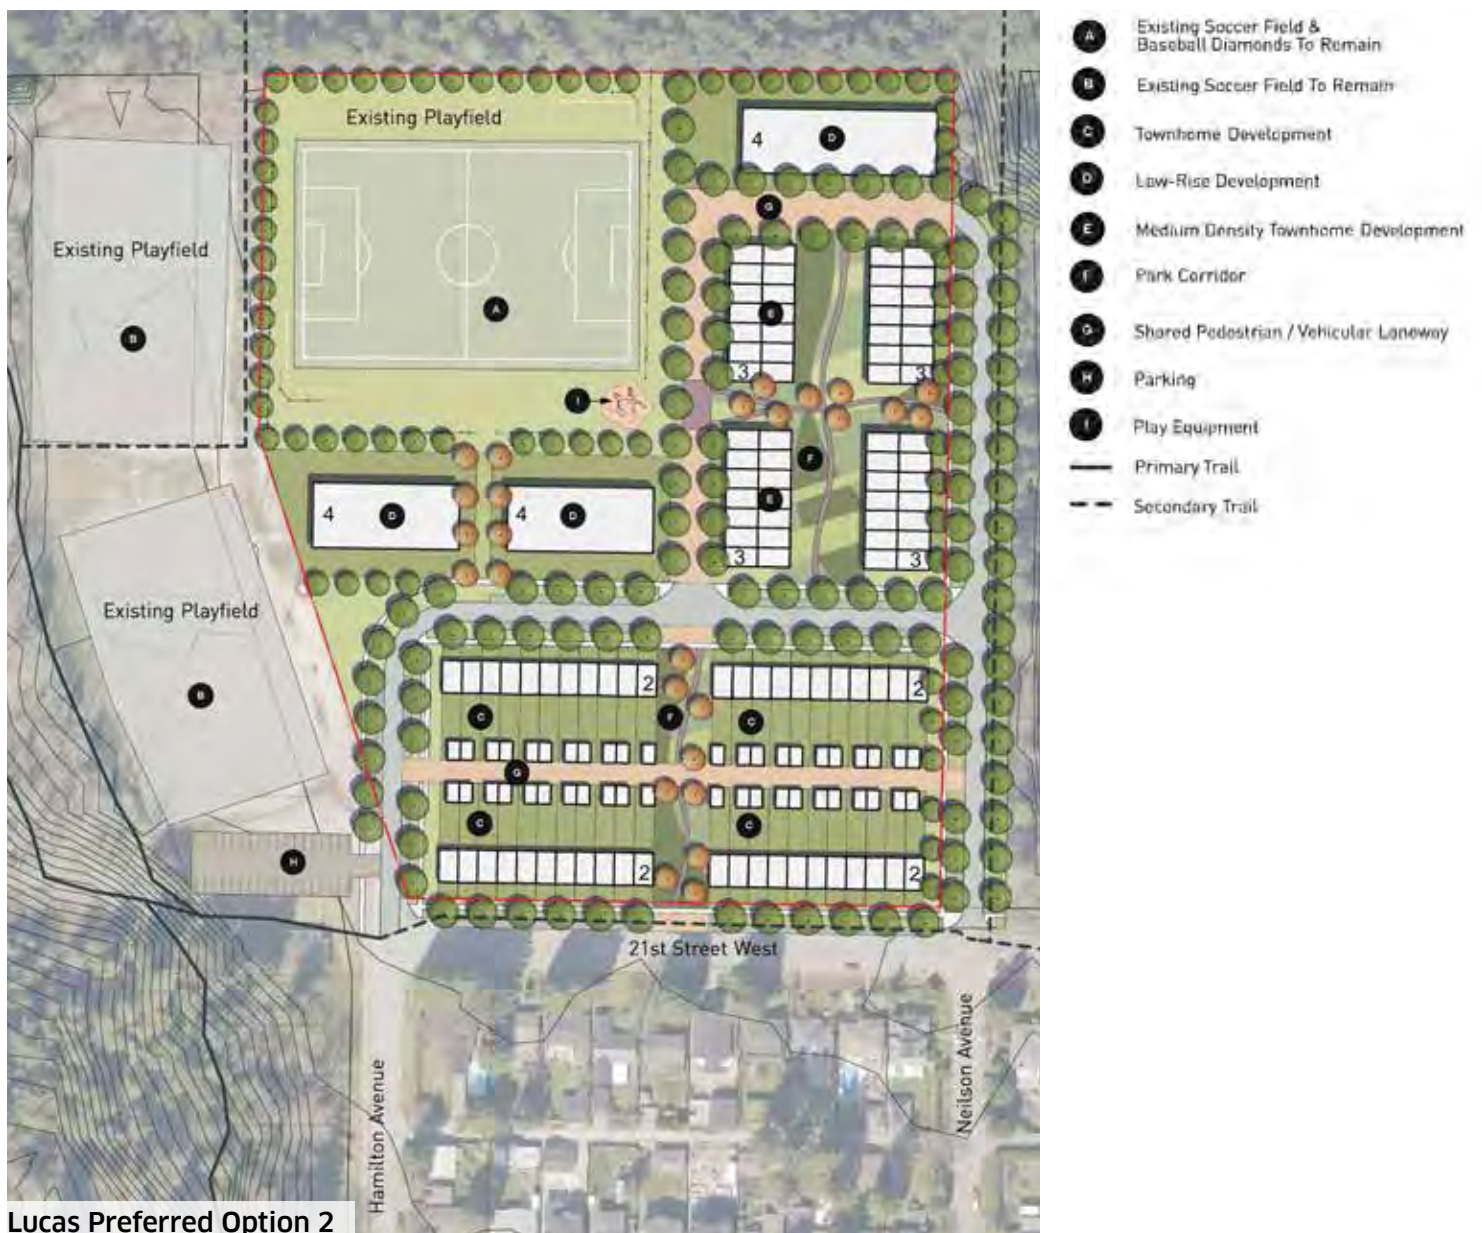 Existing Playfield
4
D
G
Existing Playfield
A
B
E
3
3
I
F
4
D
4
D
E
3
3
Existing Playfield
B
2
2
C
F
C
G
C
C
H
2
2
21st Street West
Hamilton Avenue
Neilson Avenue
Lucas Preferred Option 2
A Existing Soccer Field &
Baseball Diamonds To Remain
B Existing Soccer Field To Remain
C Townhome Development
D Low-Rise Development
E Medium Density Townhome Development
F Park Corridor
G Shared Pedestrian / Vehicular Laneway
H Parking
I Play Equipment
Primary Trail
Secondary Trail